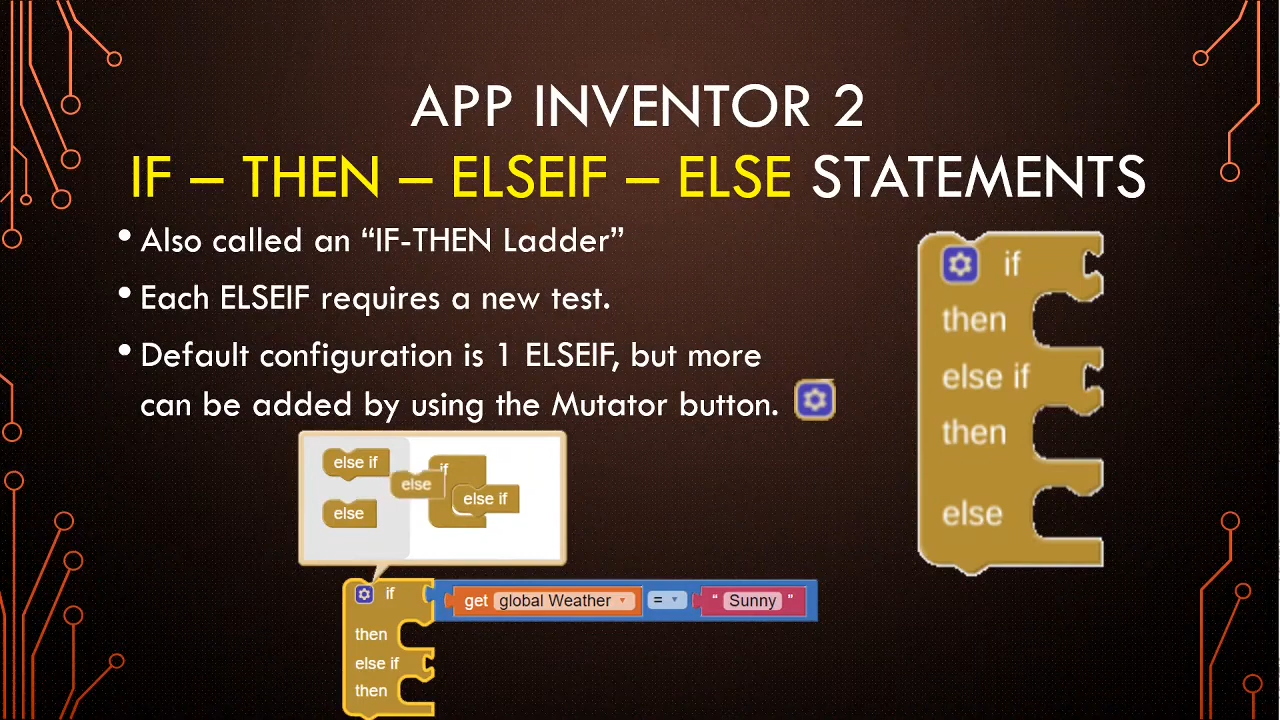 APP INVENTOR 2
IF – THEN – ELSEIF – ELSE STATEMENTS
• Also called an “IF-THEN Ladder”
• Each ELSEIF requires a new test.
• Default configuration is 1 ELSEIF, but more
can be added by using the Mutator button.
if
then
else if
then
else
else if
else
if
else
else if
if get global Weather = “ Sunny ”
then
else if
then